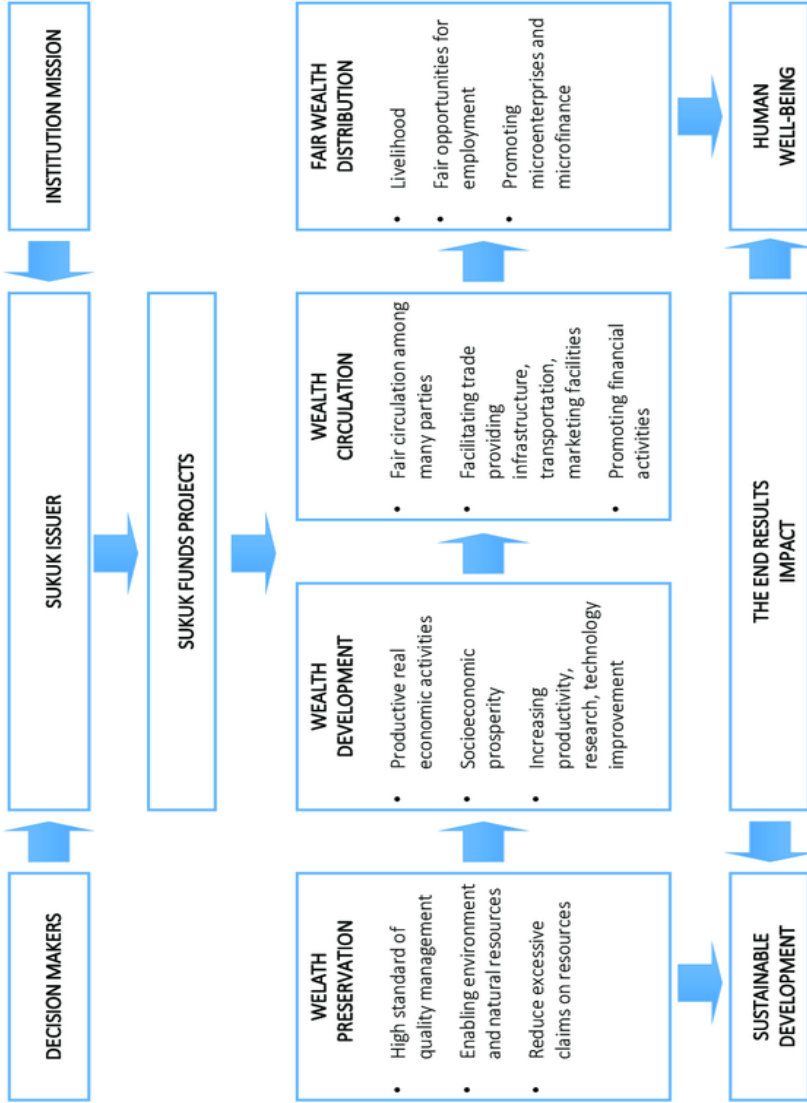 DECISION MAKERS
SUKUK ISSUER
INSTITUTION MISSION
SUKUK FUNDS PROJECTS
WELATH
PRESERVATION
• High standard of
quality management
• Enabling environment
and natural resources
• Reduce excessive
claims on resources
WEALTH
DEVELOPMENT
• Productive real
economic activities
• Socioeconomic
prosperity
• Increasing
productivity,
research, technology
improvement
WEALTH
CIRCULATION
• Fair circulation among
many parties
• Facilitating trade
providing
infrastructure,
transportation,
marketing facilities
• Promoting financial
activities
FAIR WEALTH
DISTRIBUTION
• Livelihood
• Fair opportunities for
employment
• Promoting
microenterprises and
microfinance
SUSTAINABLE
DEVELOPMENT
THE END RESULTS
IMPACT
HUMAN
WELL-BEING